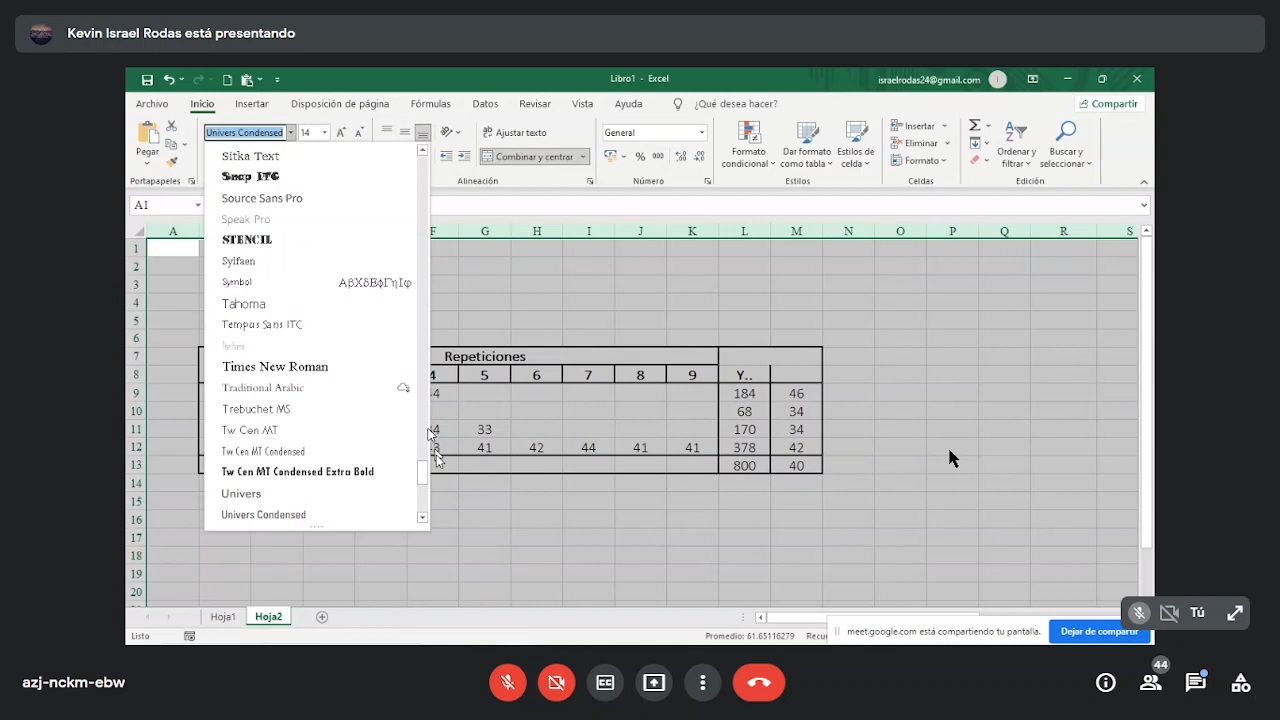 Kevin Israel Rodas está presentando
Libro1 - Excel
israelrodas24@gmail.com
Archivo Inicio Insertar Disposición de página Fórmulas Datos Revisar Vista Ayuda ¿Qué desea hacer? Compartir
Pegar
Portapapeles
Univers Condensed 14
Ajustar texto
Combinar y centrar
Alineación
General
% 000
Número
Formato condicional
Dar formato como tabla
Estilos de celda
Estilos
Insertar
Eliminar
Formato
Celdas
Ordenar y filtrar
Buscar y seleccionar
Edición
A1
Sitka Text
Snap ITC
Source Sans Pro
Speak Pro
STENCIL
Sylfaen
Symbol ΑβΧδΕφΓηΙφ
Tahoma
Tempus Sans ITC
Times New Roman
Traditional Arabic
Trebuchet MS
Tw Cen MT
Tw Cen MT Condensed
Tw Cen MT Condensed Extra Bold
Univers
Univers Condensed
A F G H I J K L M N O P Q R S
1
2
3
4
5
6
7 Repeticiones
8 4 5 6 7 8 9 Y..
9 4 184 46
10 68 34
11 4 33 170 34
12 41 42 44 41 41 378 42
13 800 40
14
15
16
17
18
19
20
Hoja1 Hoja2
Listo
Promedio: 61.65116279
meet.google.com está compartiendo tu pantalla.
Dejar de compartir
Tú
azj-nckm-ebw
44